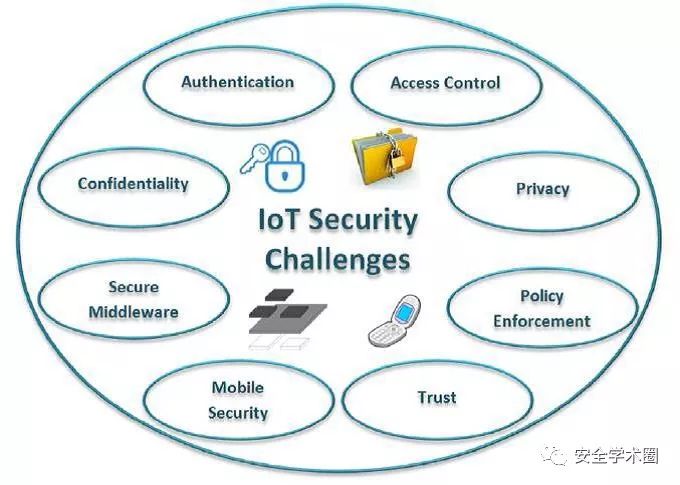 Authentication
Access Control
Confidentiality
Privacy
IoT Security
Challenges
Secure
Middleware
Policy
Enforcement
Mobile
Security
Trust
安全学术圈